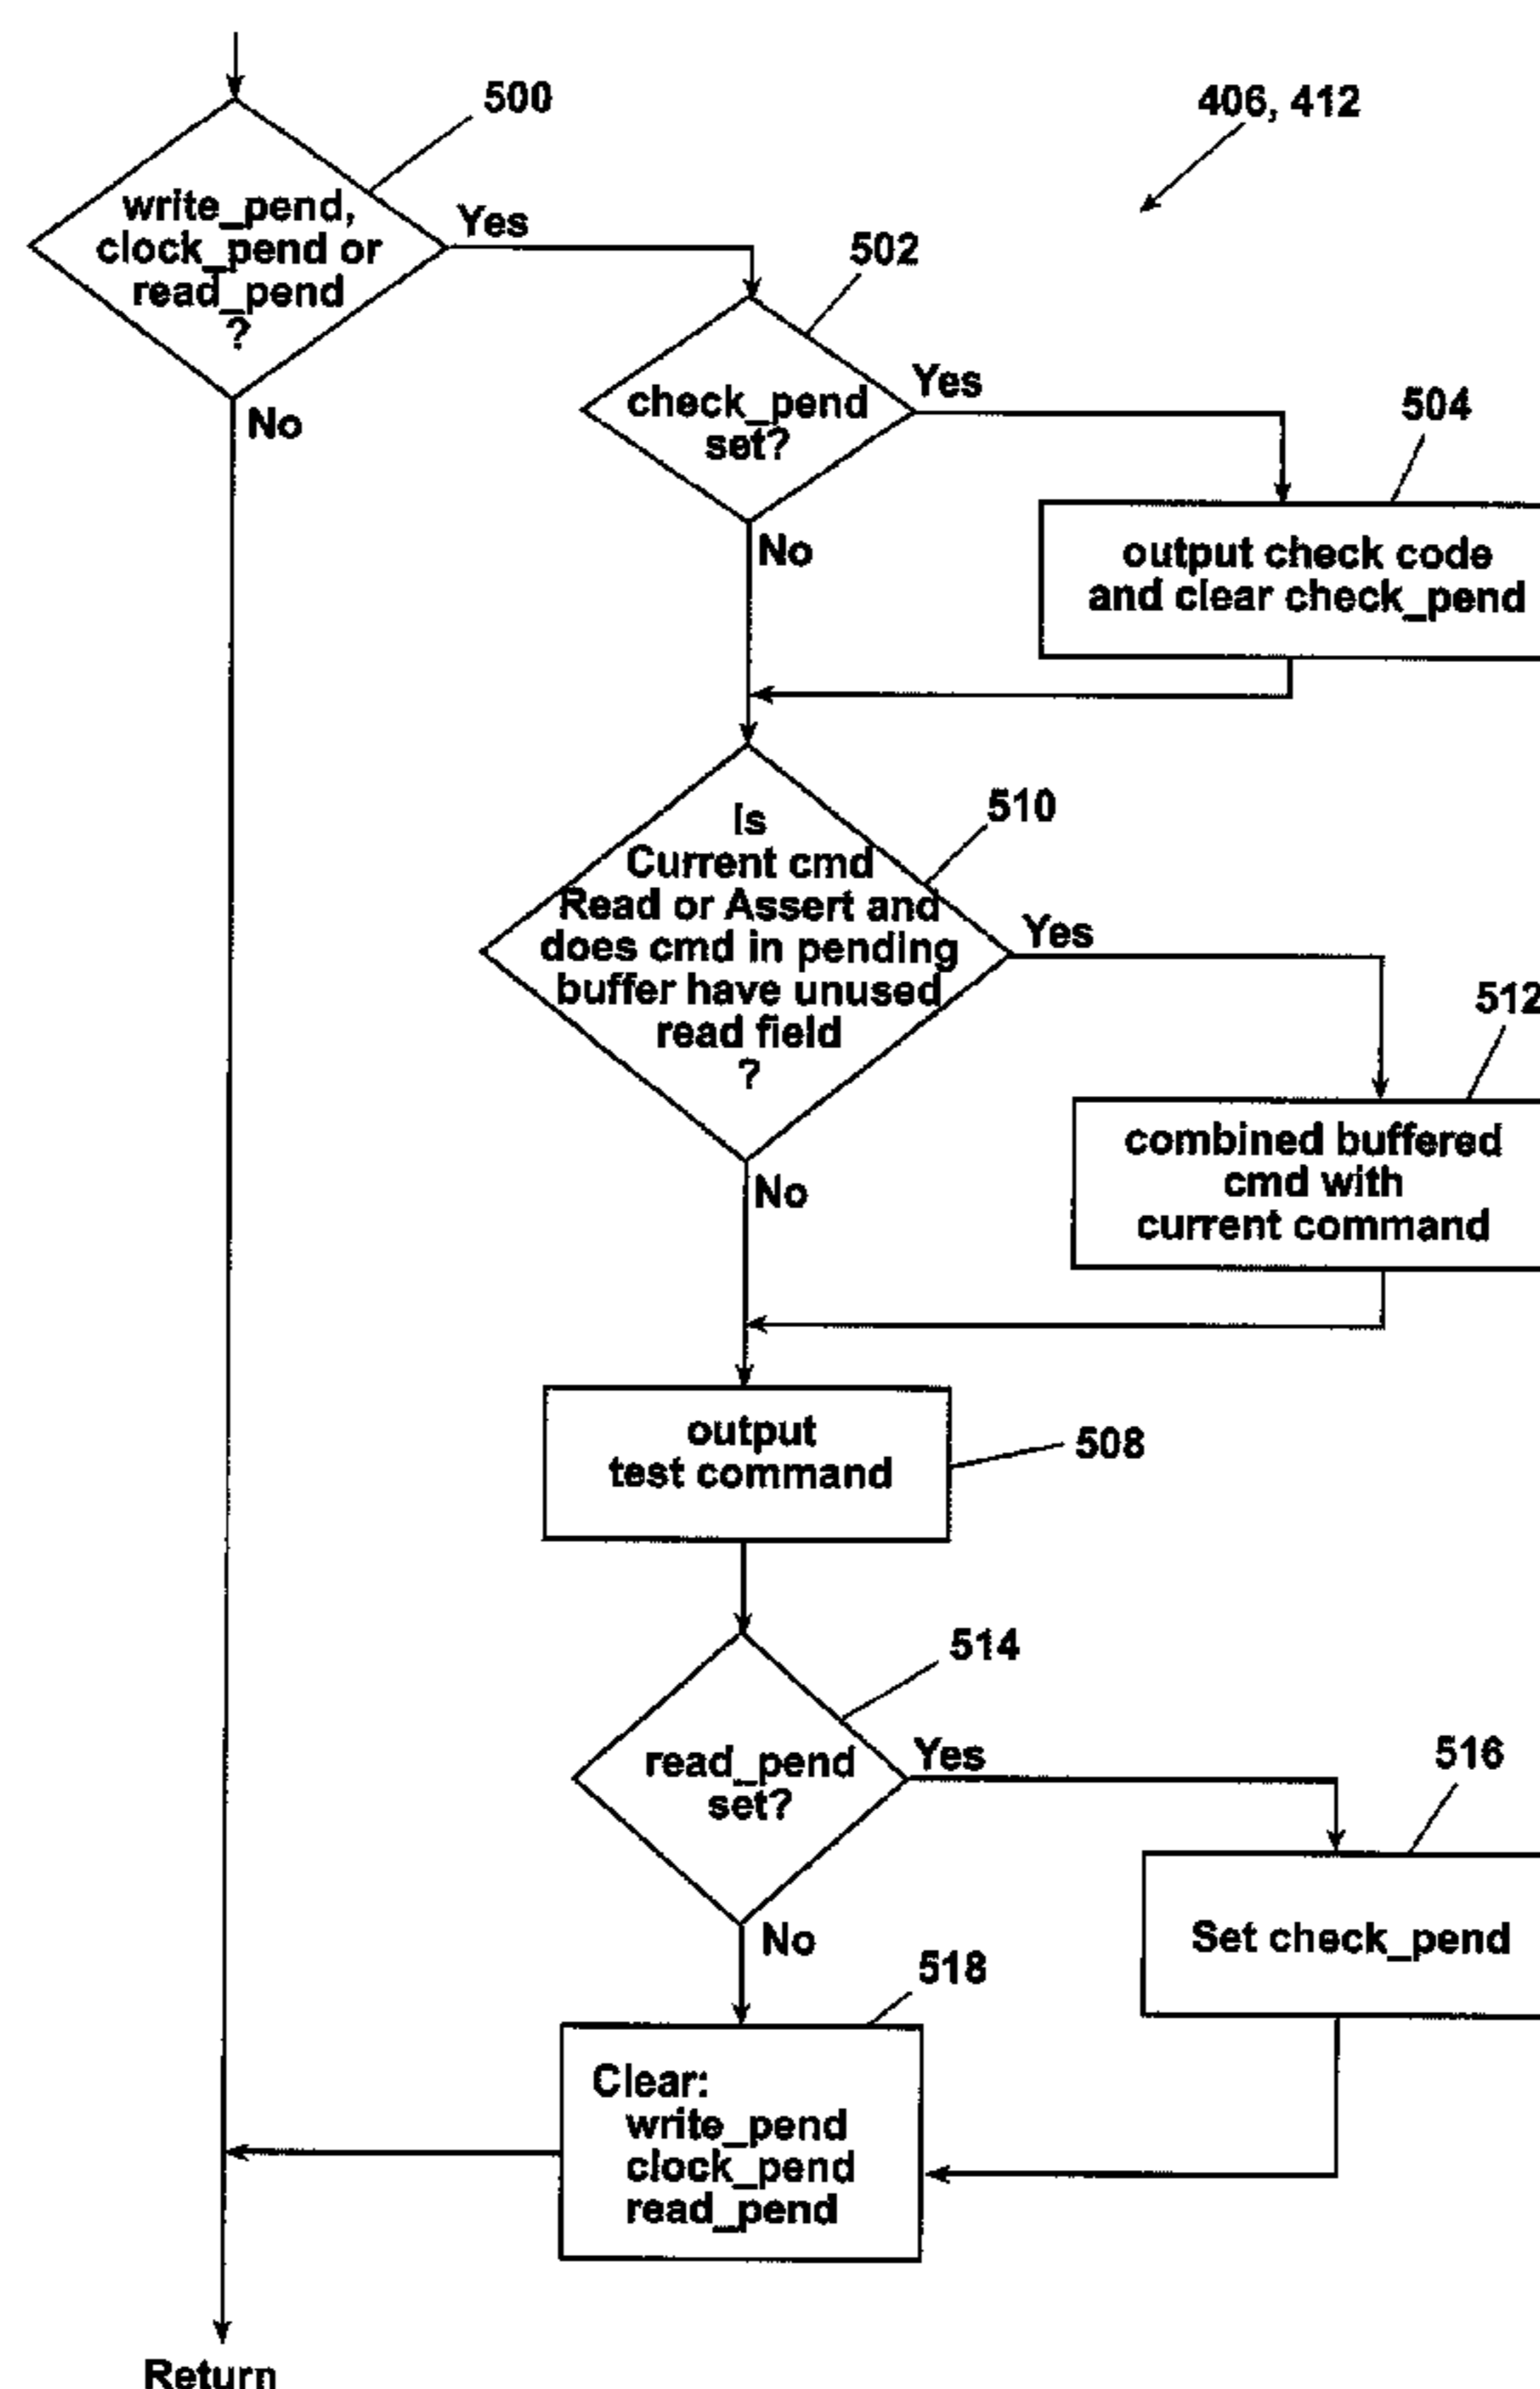 500
406, 412
write_pend,
clock_pend or
read_pend
?
Yes
No
502
check_pend
set?
Yes
No
504
output check code
and clear check_pend
Is
Current cmd
Read or Assert and
does cmd in pending
buffer have unused
read field
?
510
Yes
No
512
combined buffered
cmd with
current command
output
test command
508
514
read_pend
set?
Yes
No
516
Set check_pend
518
Clear:
write_pend
clock_pend
read_pend
Return